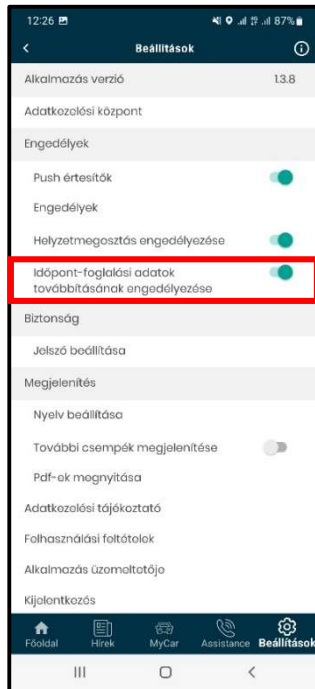 12:26 87%
Beállítások
Alkalmazás verzió 1.3.8
Adatkezelési központ
Engedélyek
Push értesítők
Engedélyek
Helyzetmegosztás engedélyezése
Időpont-foglalási adatok
továbbításának engedélyezése
Biztonság
Jelszó beállítása
Megjelenítés
Nyelv beállítása
További csempék megjelenítése
Pdf-ek megnyitása
Adatkezelési tájékoztató
Felhasználási feltételek
Alkalmazás üzemeltetője
Kijelentkezés
Főoldal Hírek MyCar Assistance Beállítások